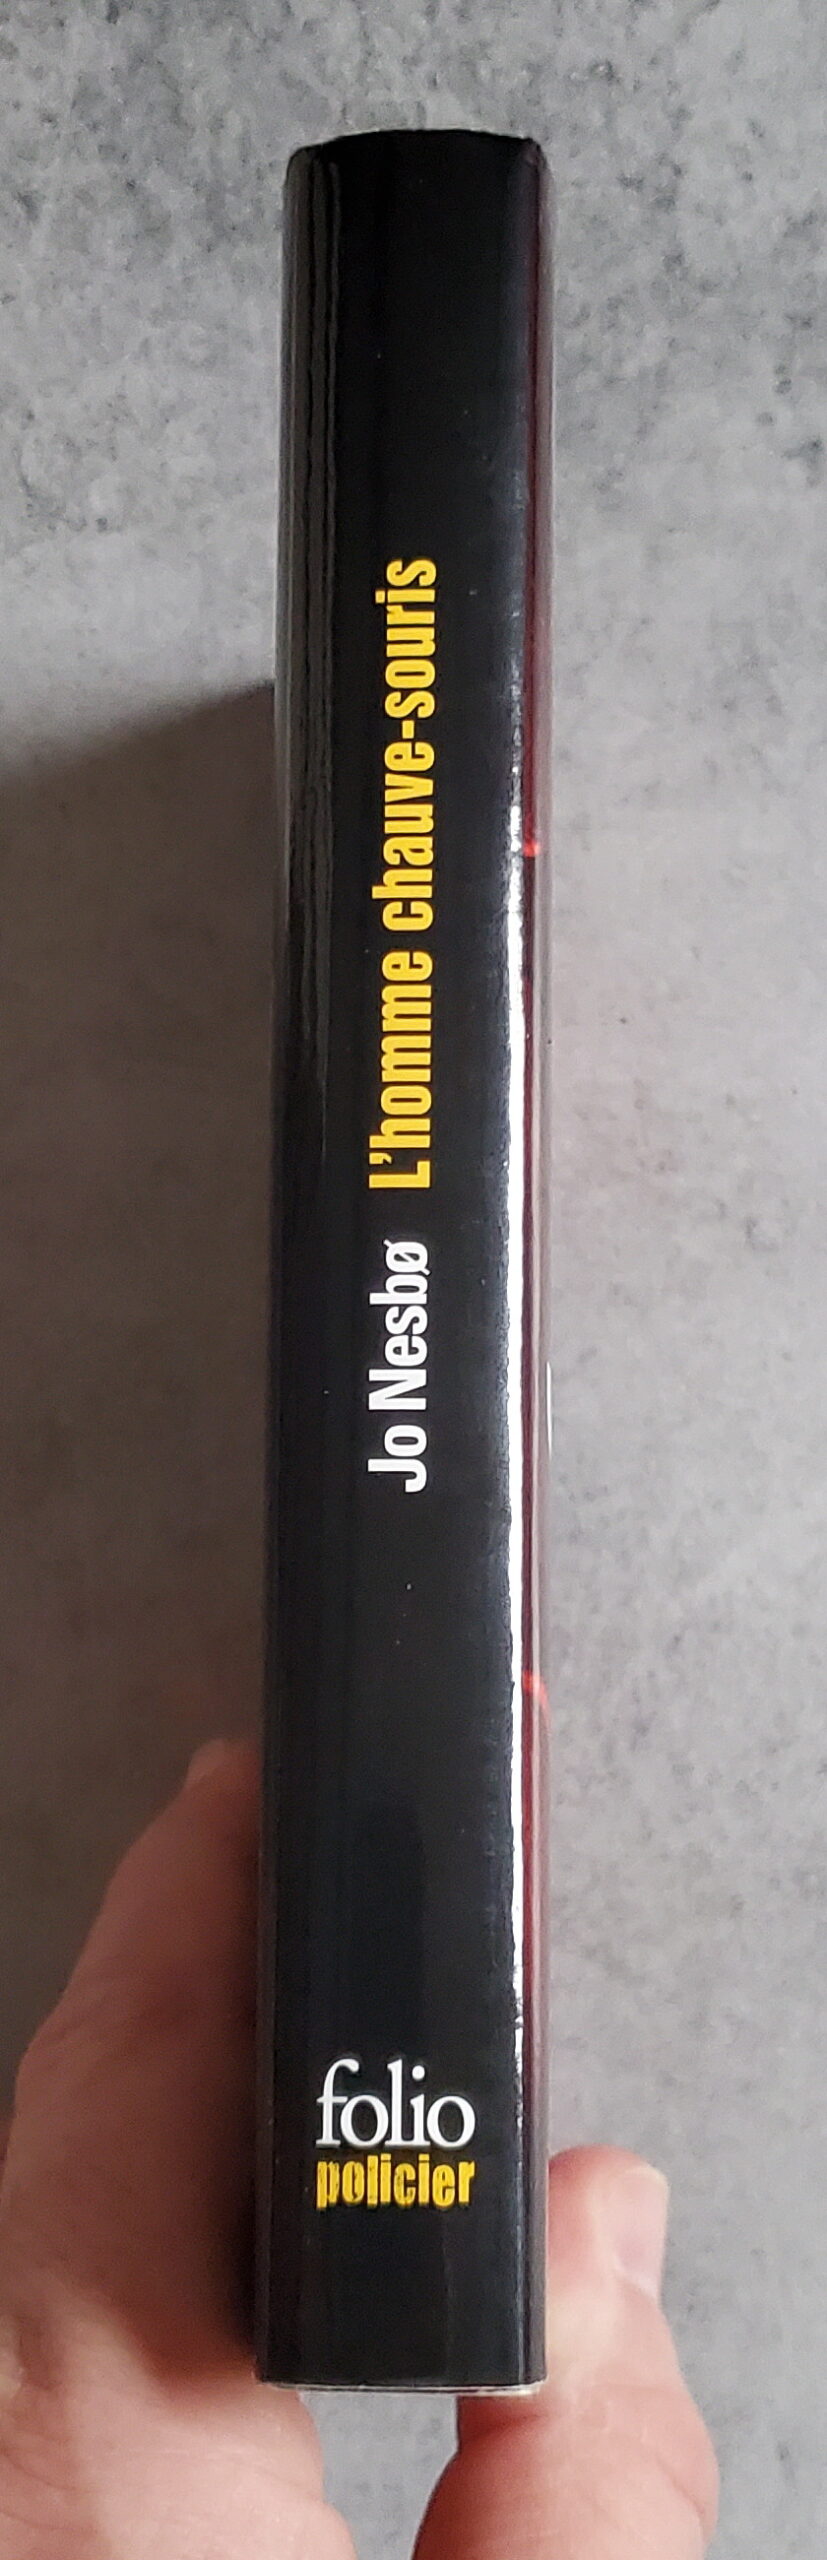 Jo Nesbø L'homme chauve-souris
folio
policier